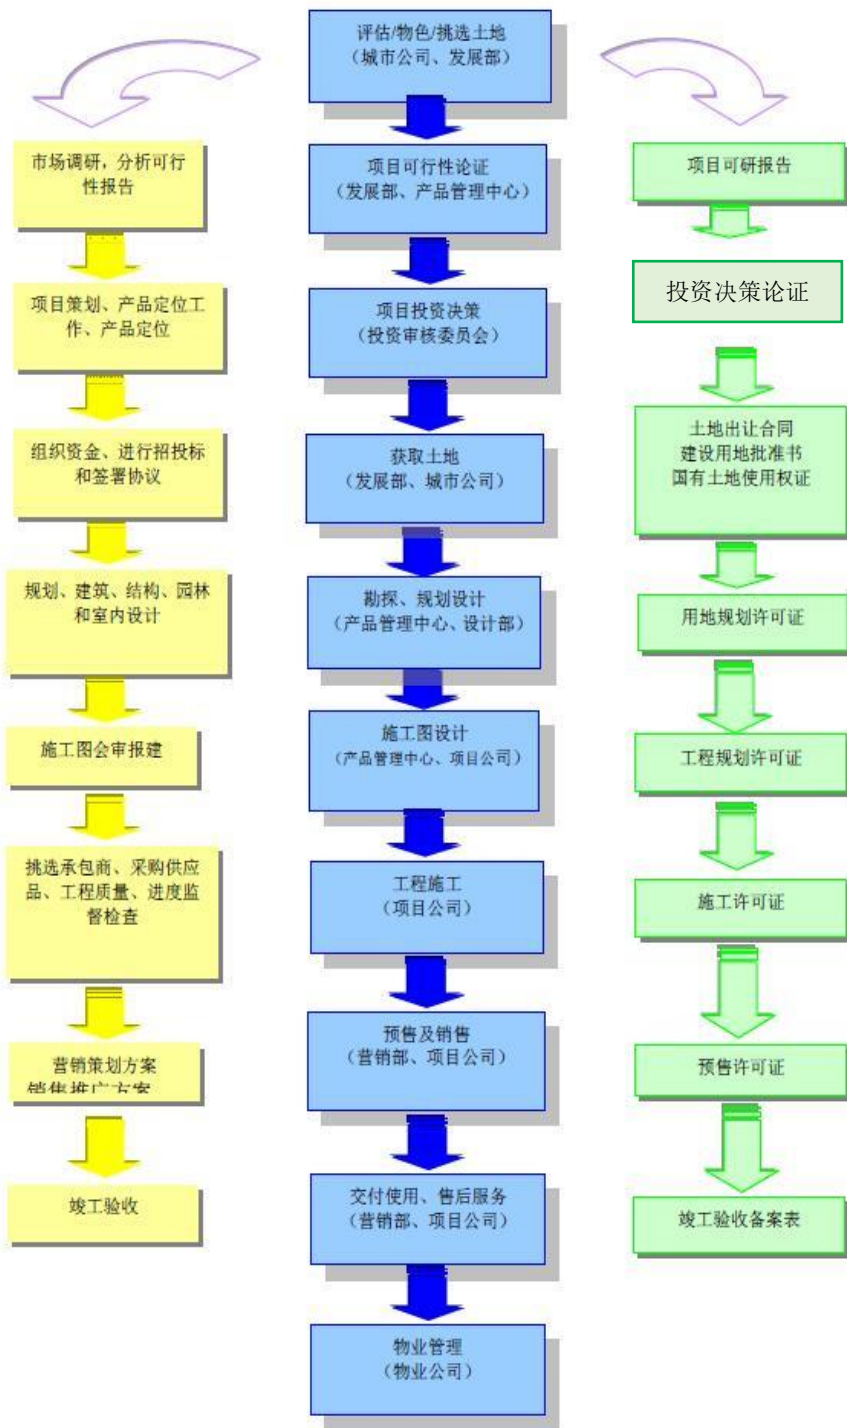 评估/物色/挑选土地
（城市公司、发展部）
市场调研，分析可行
性报告
项目策划、产品定位工
作、产品定位
组织资金、进行招投标
和签署协议
规划、建筑、结构、园林
和室内设计
施工图会审报建
挑选承包商、采购供应
品、工程质量、进度监
督检查
营销策划方案
销售推广方案
竣工验收
项目可行性论证
（发展部、产品管理中心）
项目投资决策
（投资审核委员会）
获取土地
（发展部、城市公司）
勘探、规划设计
（产品管理中心、设计部）
施工图设计
（产品管理中心、项目公司）
工程施工
（项目公司）
预售及销售
（营销部、项目公司）
交付使用、售后服务
（营销部、项目公司）
物业管理
（物业公司）
项目可研报告
投资决策论证
土地出让合同
建设用地批准书
国有土地使用权证
用地规划许可证
工程规划许可证
施工许可证
预售许可证
竣工验收备案表